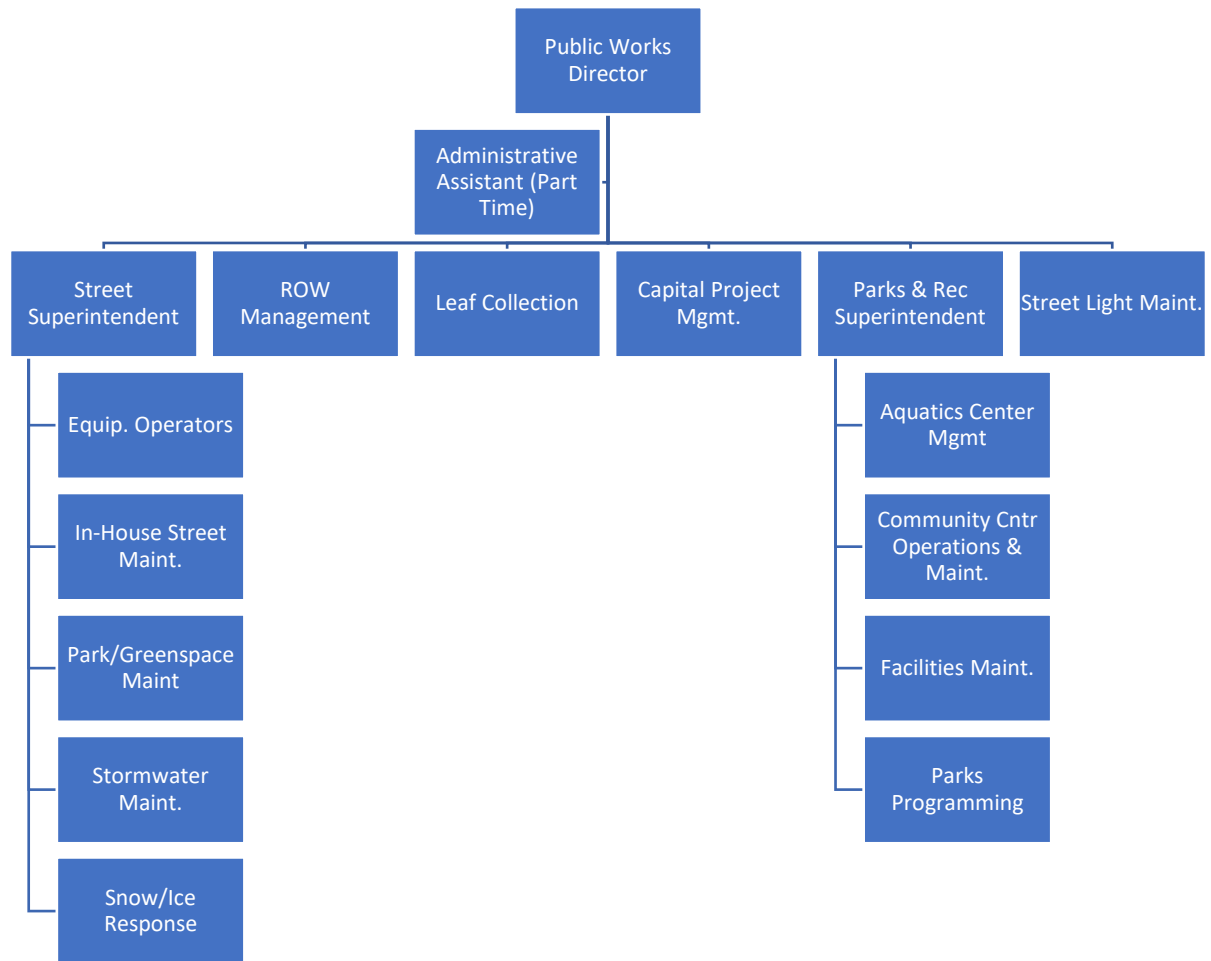 Public Works
Director
Administrative
Assistant (Part
Time)
Street
Superintendent
ROW
Management
Leaf Collection
Capital Project
Mgmt.
Parks & Rec
Superintendent
Street Light Maint.
Equip. Operators
In-House Street
Maint.
Park/Greenspace
Maint
Stormwater
Maint.
Snow/Ice
Response
Aquatics Center
Mgmt
Community Cntr
Operations &
Maint.
Facilities Maint.
Parks
Programming